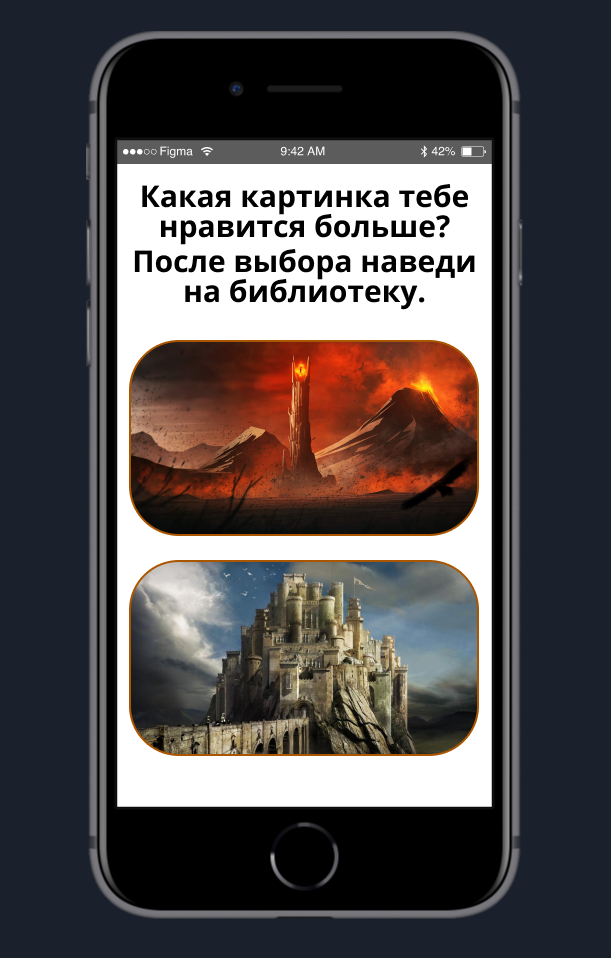 ●●●○○ Figma 9:42 AM 42%
Какая картинка тебе
нравится больше?
После выбора наведи
на библиотеку.